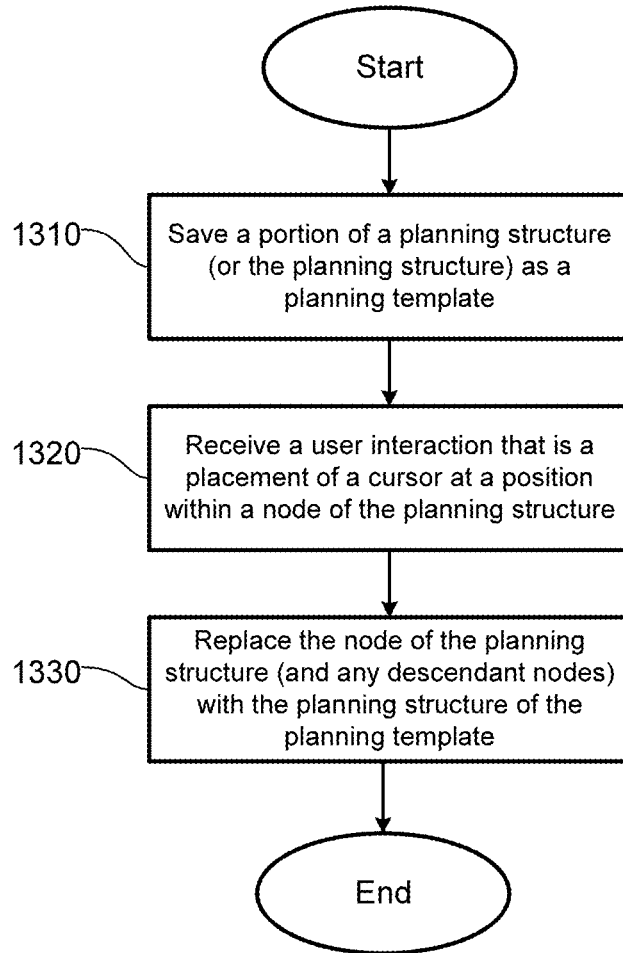 Start
1310
Save a portion of a planning structure
(or the planning structure) as a
planning template
1320
Receive a user interaction that is a
placement of a cursor at a position
within a node of the planning structure
1330
Replace the node of the planning
structure (and any descendant nodes)
with the planning structure of the
planning template
End